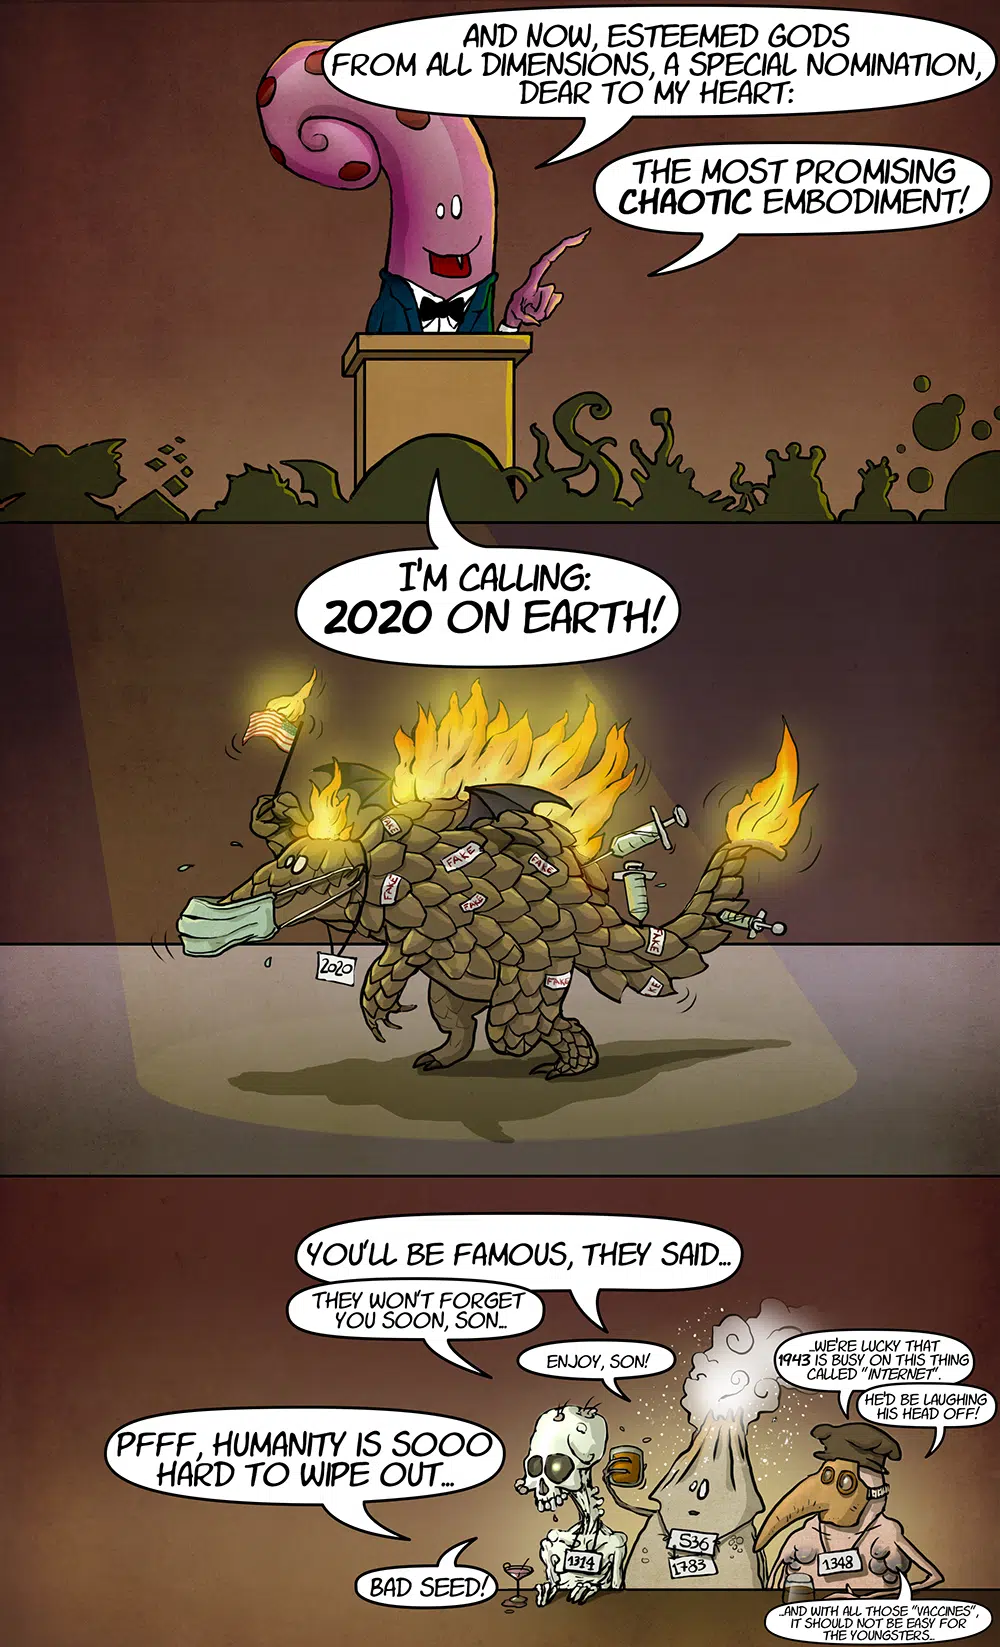 AND NOW, ESTEEMED GODS
FROM ALL DIMENSIONS, A SPECIAL NOMINATION,
DEAR TO MY HEART:
THE MOST PROMISING
CHAOTIC EMBODIMENT!
I'M CALLING:
2020 ON EARTH!
FAKE
FAKE
FAKE
FAKE
FAKE
FAKE
FAKE
FAKE
2020
YOU'LL BE FAMOUS, THEY SAID...
THEY WON'T FORGET
YOU SOON, SON...
ENJOY, SON!
...WE'RE LUCKY THAT
1943 IS BUSY ON THIS THING
CALLED "INTERNET".
HE'D BE LAUGHING
HIS HEAD OFF!
PFFF, HUMANITY IS SOOO
HARD TO WIPE OUT...
BAD SEED!
1314
536
1783
1348
...AND WITH ALL THOSE "VACCINES",
IT SHOULD NOT BE EASY FOR
THE YOUNGSTERS...